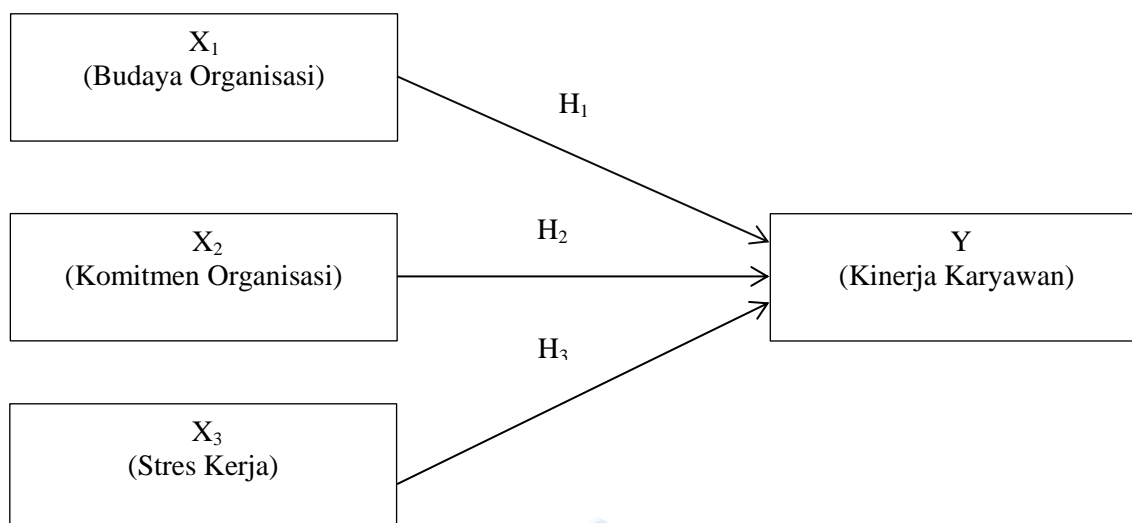 X₁
(Budaya Organisasi)
H₁
X₂
(Komitmen Organisasi)
H₂
Y
(Kinerja Karyawan)
H₃
X₃
(Stres Kerja)